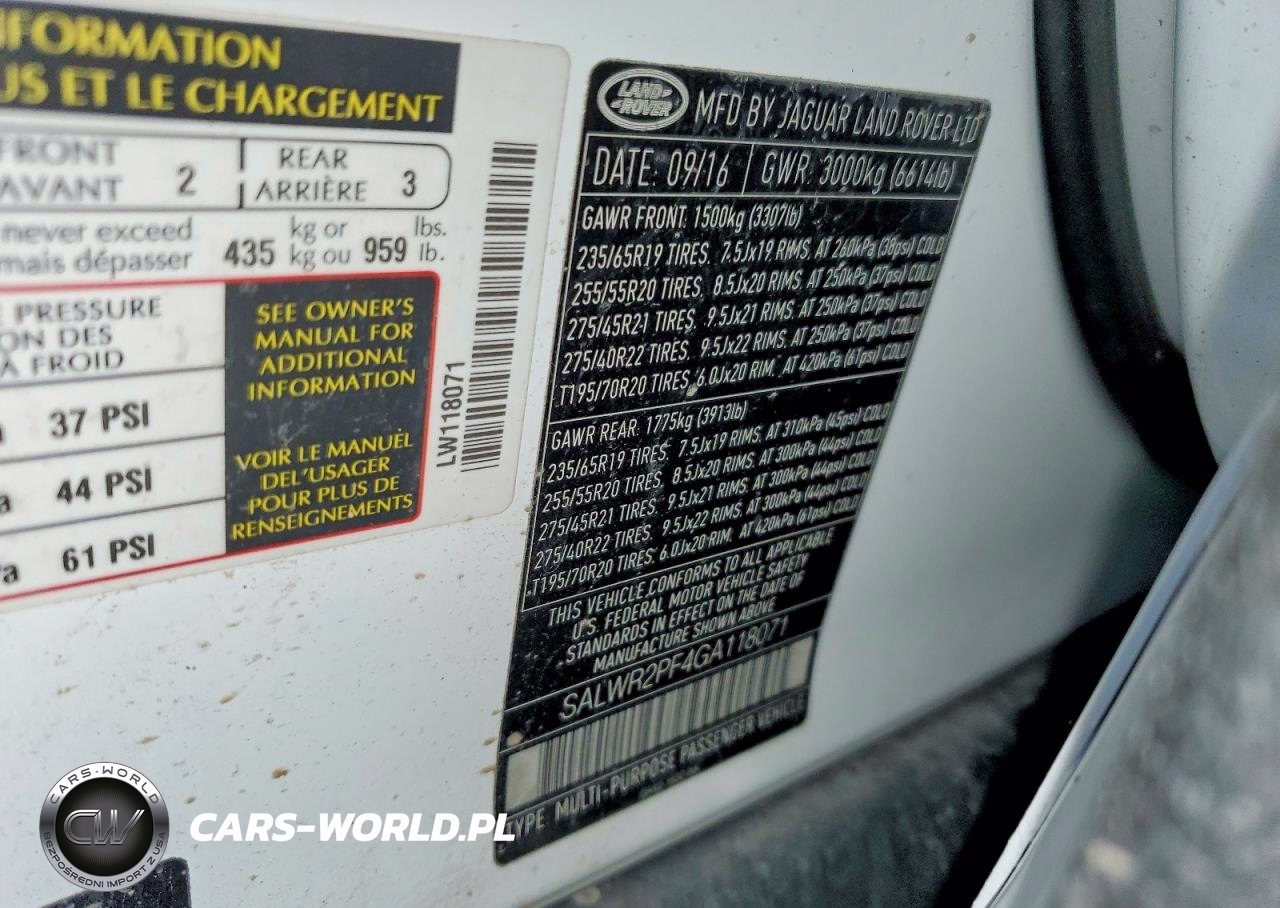 NFORMATION
US ET LE CHARGEMENT
FRONT
AVANT 2
REAR
ARRIÈRE 3
never exceed
mais dépasser
435 kg or
kg ou 959 lbs.
lb.
PRESSURE
ON DES
À FROID
37 PSI
44 PSI
61 PSI
SEE OWNER'S
MANUAL FOR
ADDITIONAL
INFORMATION
VOIR LE MANUEL
DEL'USAGER
POUR PLUS DE
RENSEIGNEMENTS
LW118071
LAND
ROVER
MFD BY JAGUAR LAND ROVER LTD
DATE: 09/16 GWR: 3000kg (6614lb)
GAWR FRONT. 1500kg (3307lb)
235/65R19 TIRES. 7.5Jx19 RIMS. AT 260kPa (38psi) COLD
255/55R20 TIRES. 8.5Jx20 RIMS. AT 250kPa (37psi) COLD
275/45R21 TIRES. 9.5Jx21 RIMS. AT 250kPa (37psi) COLD
275/40R22 TIRES. 9.5Jx22 RIMS. AT 250kPa (37psi) COLD
T195/70R20 TIRES. 6.0Jx20 RIM. AT 420kPa (61psi) COLD
GAWR REAR. 1775kg (3913lb)
235/65R19 TIRES. 7.5Jx19 RIMS. AT 310kPa (45psi) COLD
255/55R20 TIRES. 8.5Jx20 RIMS. AT 300kPa (44psi) COLD
275/45R21 TIRES. 9.5Jx21 RIMS. AT 300kPa (44psi) COLD
275/40R22 TIRES. 9.5Jx22 RIMS. AT 300kPa (44psi) COLD
T195/70R20 TIRES. 6.0Jx20 RIM. AT 420kPa (61psi) COLD
THIS VEHICLE CONFORMS TO ALL APPLICABLE
U.S. FEDERAL MOTOR VEHICLE SAFETY
STANDARDS IN EFFECT ON THE DATE OF
MANUFACTURE SHOWN ABOVE
SALWR2PF4GA118071
TYPE MULTI-PURPOSE PASSENGER VEHICLE
CARS-WORLD
CW
BEZPOŚREDNI IMPORT Z USA
CARS-WORLD.PL